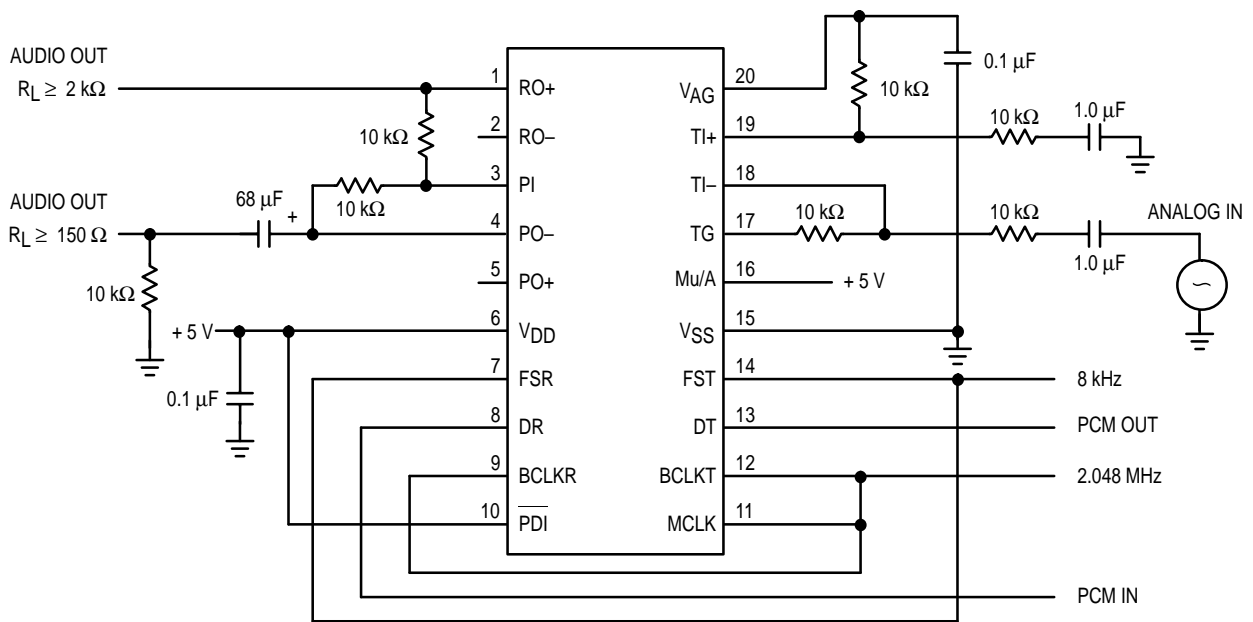 AUDIO OUT
R_L ≥ 2 kΩ
AUDIO OUT
R_L ≥ 150 Ω
10 kΩ
68 µF
+
10 kΩ
10 kΩ
+ 5 V
0.1 µF
1 RO+
2 RO–
3 PI
4 PO–
5 PO+
6 V_DD
7 FSR
8 DR
9 BCLKR
10 PDI
V_AG 20
TI+ 19
TI– 18
TG 17
Mu/A 16
V_SS 15
FST 14
DT 13
BCLKT 12
MCLK 11
10 kΩ
0.1 µF
10 kΩ
1.0 µF
10 kΩ
10 kΩ
1.0 µF
ANALOG IN
~
+ 5 V
8 kHz
PCM OUT
2.048 MHz
PCM IN